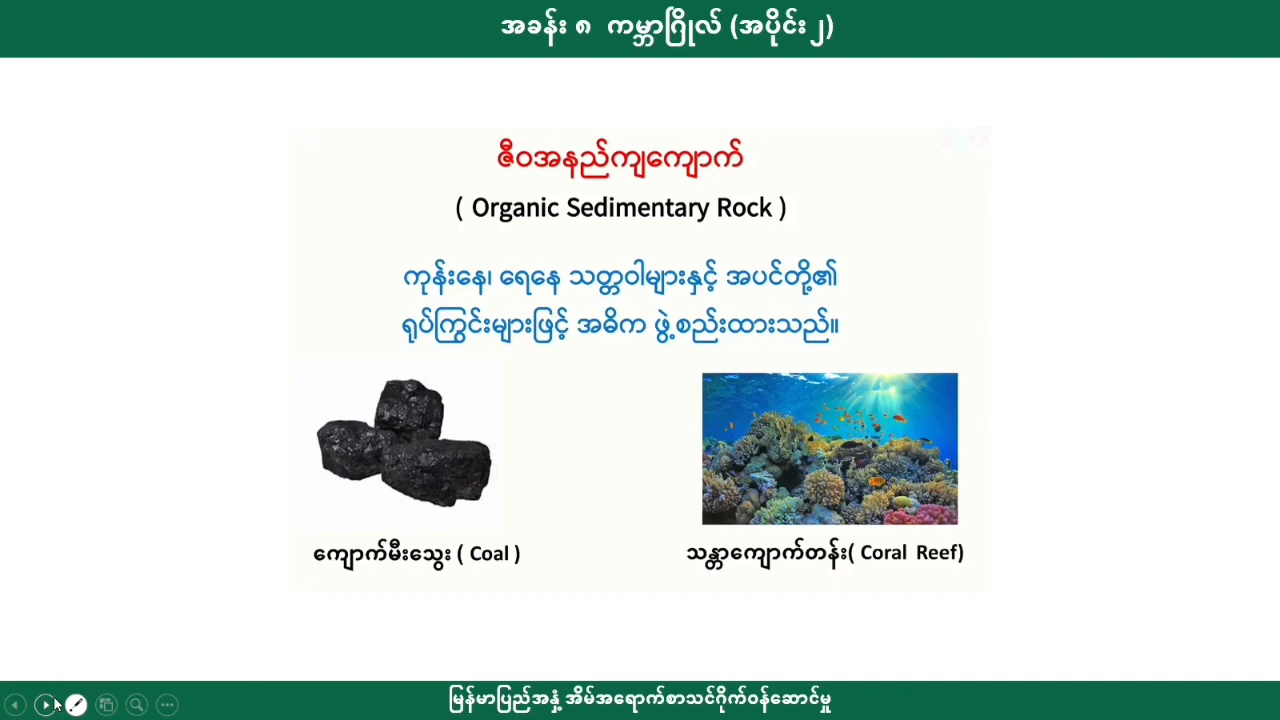 အခန်း ၈ ကမ္ဘာဂြိုလ် (အပိုင်း ၂)
ဇီဝအနည်ကျကျောက်
( Organic Sedimentary Rock )
ကုန်းနေ၊ ရေနေ သတ္တဝါများနှင့် အပင်တို့၏
ရုပ်ကြွင်းများဖြင့် အဓိက ဖွဲ့စည်းထားသည်။
ကျောက်မီးသွေး ( Coal )
သန္တာကျောက်တန်း( Coral Reef)
မြန်မာပြည်အနှံ့ အိမ်အရောက်စာသင်ဂိုက်ဝန်ဆောင်မှု